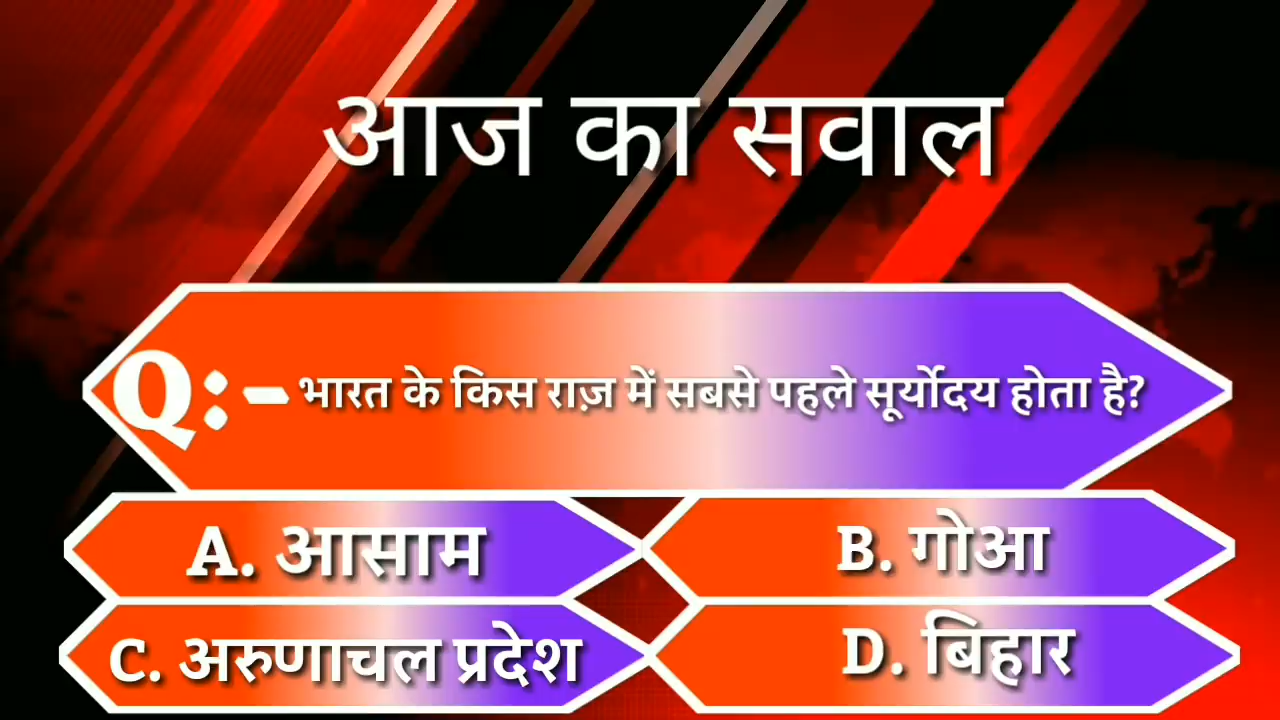 आज का सवाल
Q:- भारत के किस राज़ में सबसे पहले सूर्योदय होता है?
A. आसाम
B. गोआ
C. अरुणाचल प्रदेश
D. बिहार